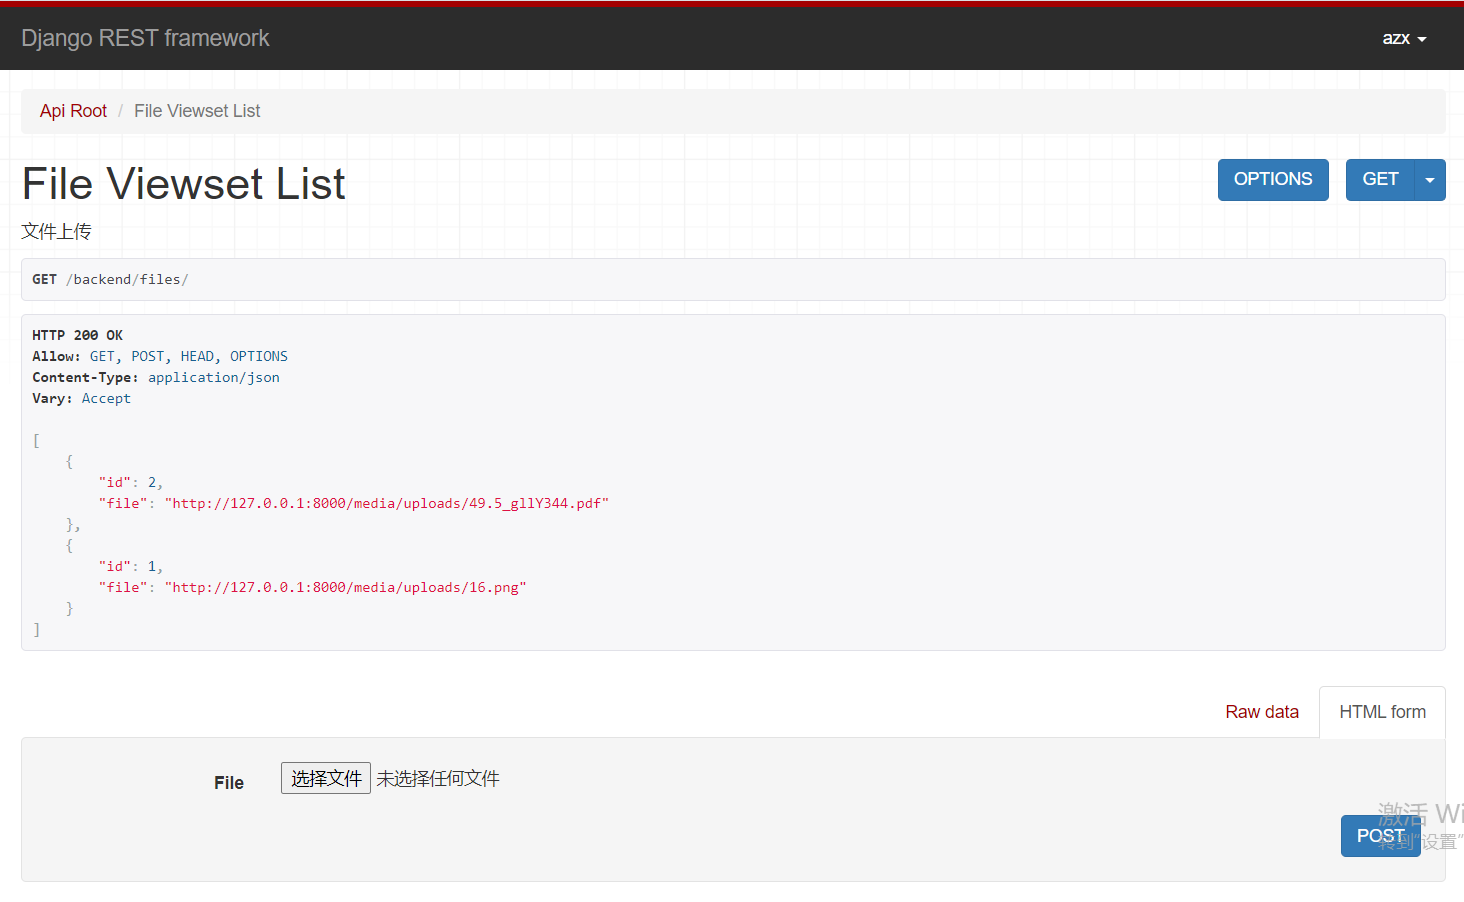 Django REST framework
azx
Api Root / File Viewset List
File Viewset List
OPTIONS
GET
文件上传
GET /backend/files/
HTTP 200 OK
Allow: GET, POST, HEAD, OPTIONS
Content-Type: application/json
Vary: Accept
[
    {
        "id": 2,
        "file": "http://127.0.0.1:8000/media/uploads/49.5_gllY344.pdf"
    },
    {
        "id": 1,
        "file": "http://127.0.0.1:8000/media/uploads/16.png"
    }
]
Raw data
HTML form
File
选择文件 未选择任何文件
激活 Wi
POST
转到"设置"